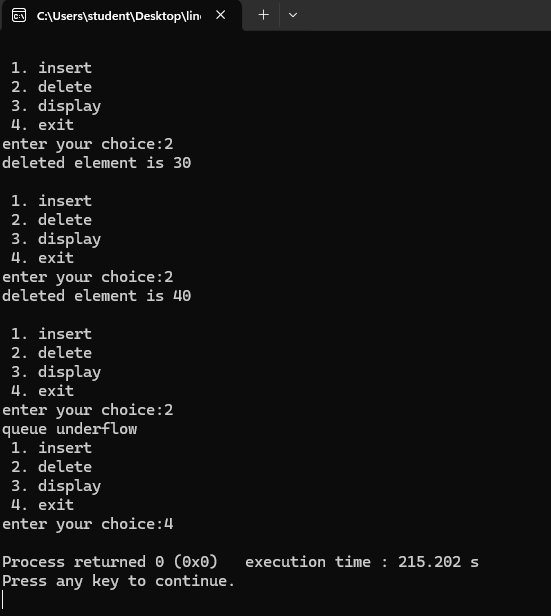 C:\Users\student\Desktop\lin
1. insert
2. delete
3. display
4. exit
enter your choice:2
deleted element is 30
1. insert
2. delete
3. display
4. exit
enter your choice:2
deleted element is 40
1. insert
2. delete
3. display
4. exit
enter your choice:2
queue underflow
1. insert
2. delete
3. display
4. exit
enter your choice:4
Process returned 0 (0x0)   execution time : 215.202 s
Press any key to continue.